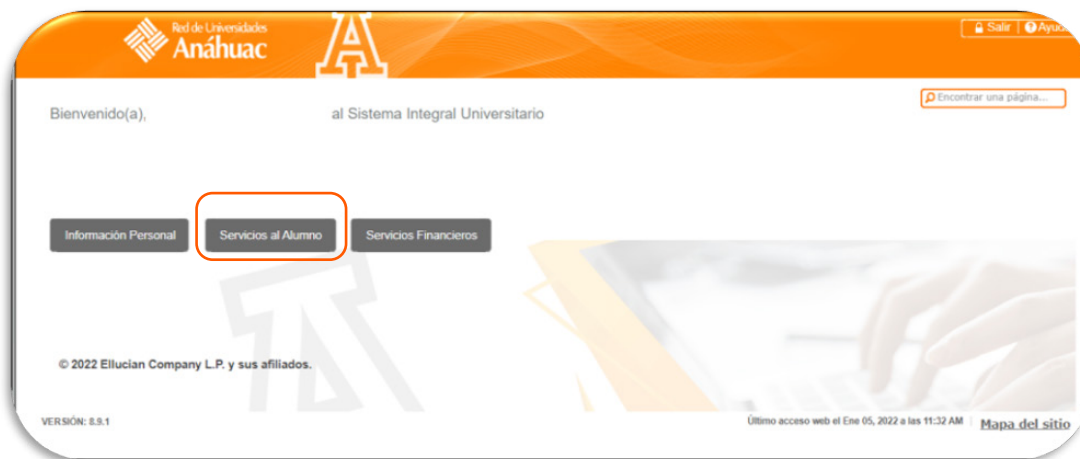 Red de Universidades
Anáhuac
Salir | Ayuda
Encontrar una página...
Bienvenido(a), al Sistema Integral Universitario
Información Personal
Servicios al Alumno
Servicios Financieros
© 2022 Ellucian Company L.P. y sus afiliados.
VERSIÓN: 8.9.1
Último acceso web el Ene 05, 2022 a las 11:32 AM
Mapa del sitio